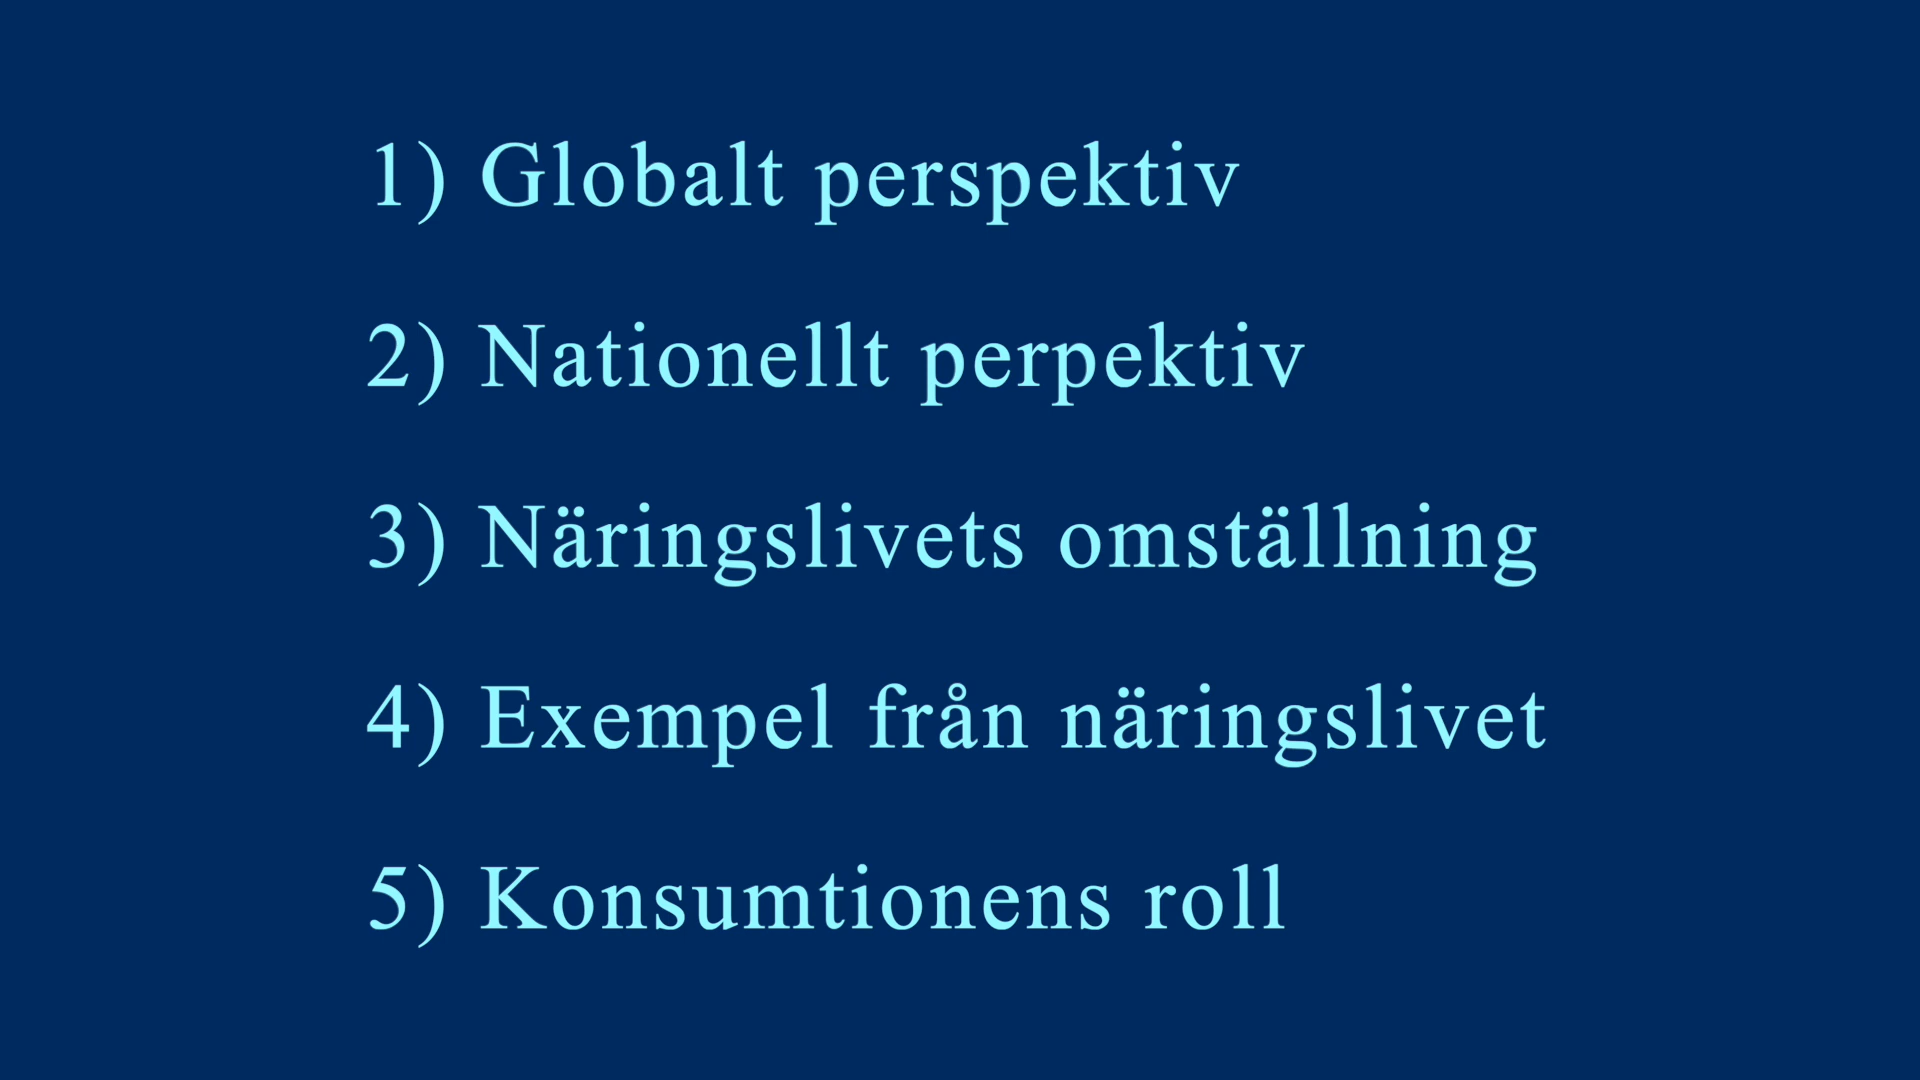 1) Globalt perspektiv
2) Nationellt perpektiv
3) Näringslivets omställning
4) Exempel från näringslivet
5) Konsumtionens roll